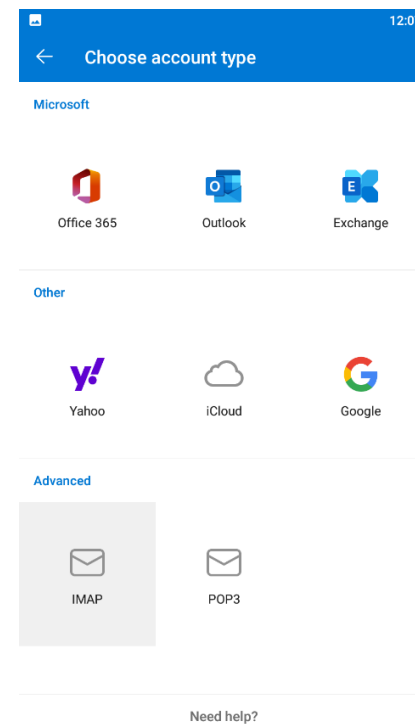 12:0
Choose account type
Microsoft
Office 365 Outlook Exchange
Other
Yahoo iCloud Google
Advanced
IMAP POP3
Need help?